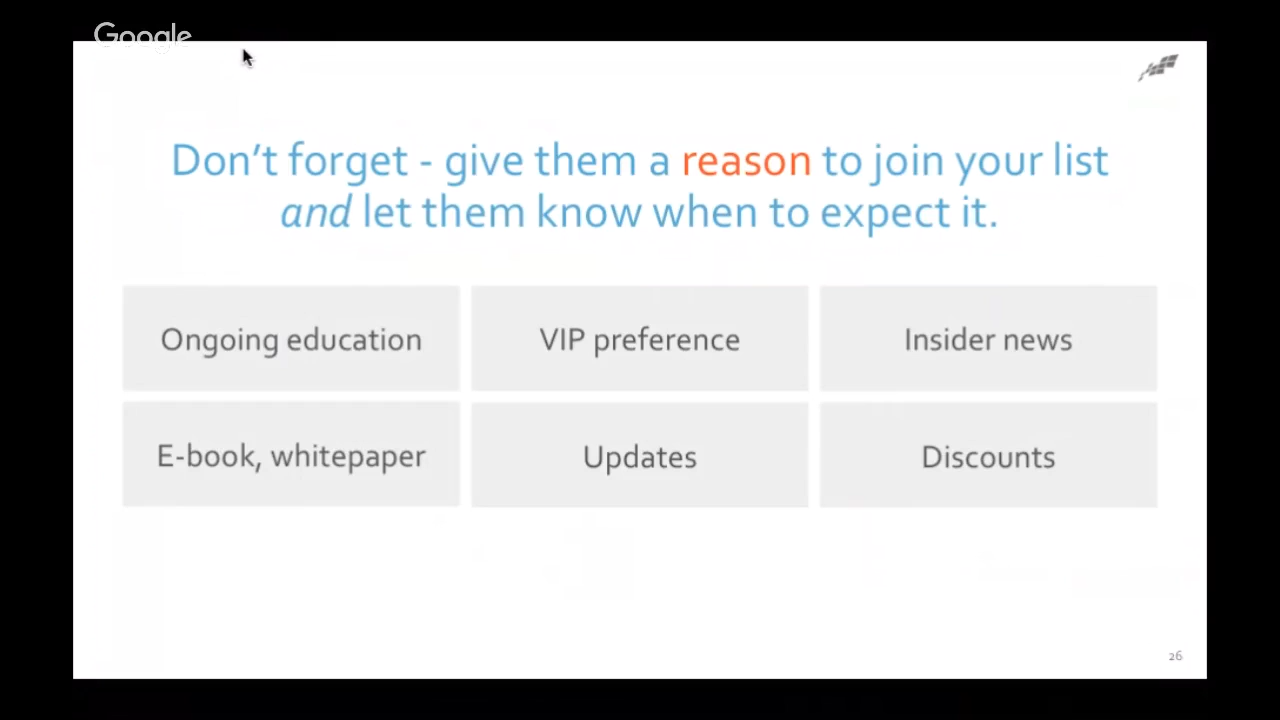 Google
Don't forget - give them a reason to join your list
and let them know when to expect it.
Ongoing education
VIP preference
Insider news
E-book, whitepaper
Updates
Discounts
26